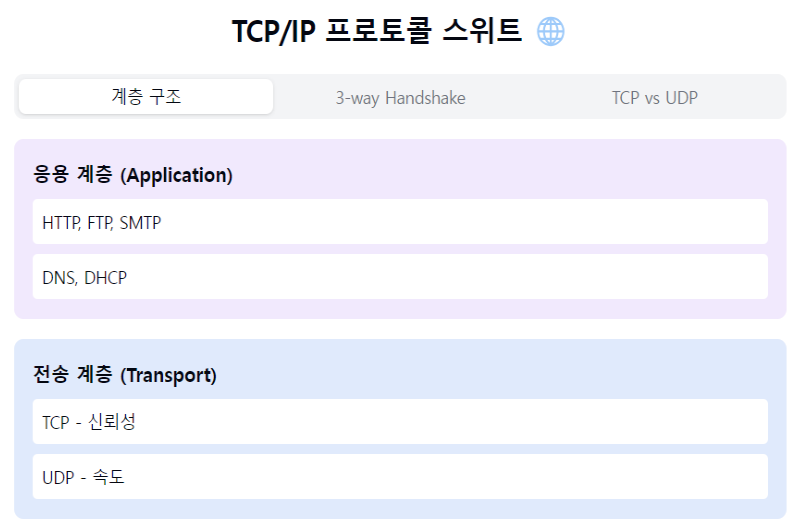 TCP/IP 프로토콜 스위트 🌐
계층 구조
3-way Handshake
TCP vs UDP
응용 계층 (Application)
HTTP, FTP, SMTP
DNS, DHCP
전송 계층 (Transport)
TCP - 신뢰성
UDP - 속도